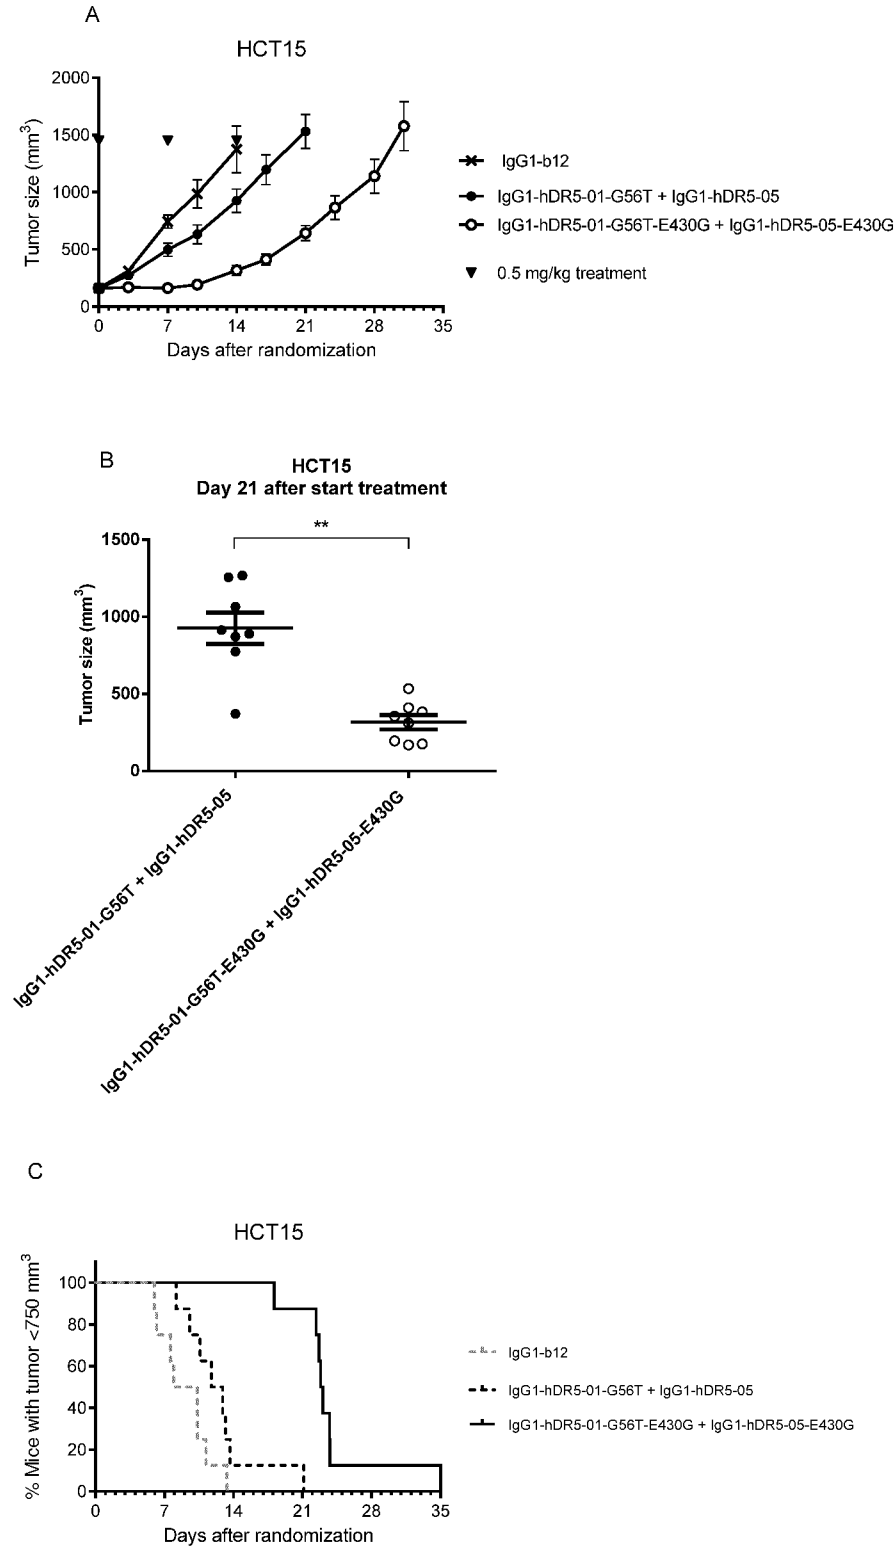 A
HCT15
2000
1500
1000
500
0
Tumor size (mm3)
0 7 14 21 28 35
Days after randomization
IgG1-b12
IgG1-hDR5-01-G56T + IgG1-hDR5-05
IgG1-hDR5-01-G56T-E430G + IgG1-hDR5-05-E430G
0.5 mg/kg treatment
B
HCT15
Day 21 after start treatment
**
1500
1000
500
0
Tumor size (mm3)
IgG1-hDR5-01-G56T + IgG1-hDR5-05
IgG1-hDR5-01-G56T-E430G + IgG1-hDR5-05-E430G
C
HCT15
100
80
60
40
20
0
% Mice with tumor <750 mm3
0 7 14 21 28 35
Days after randomization
IgG1-b12
IgG1-hDR5-01-G56T + IgG1-hDR5-05
IgG1-hDR5-01-G56T-E430G + IgG1-hDR5-05-E430G